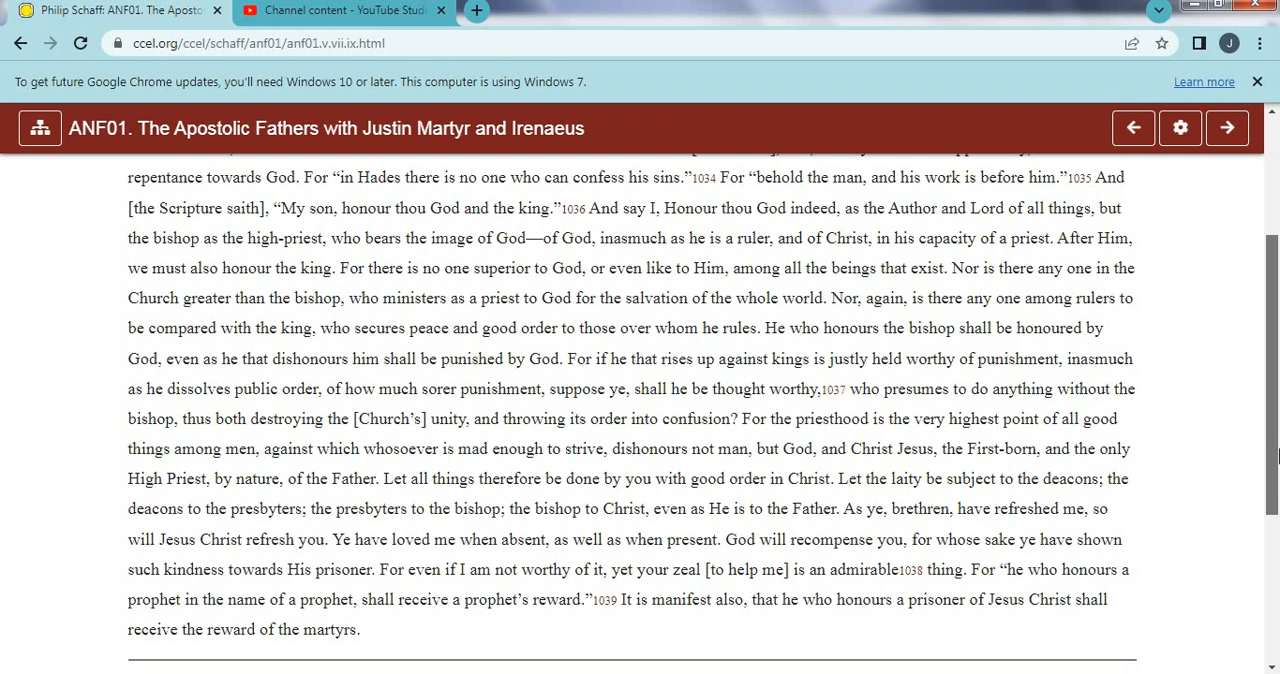 Philip Schaff: ANF01. The Aposto
Channel content - YouTube Studi
ccel.org/ccel/schaff/anf01/anf01.v.vii.ix.html
J
To get future Google Chrome updates, you'll need Windows 10 or later. This computer is using Windows 7.
Learn more
ANF01. The Apostolic Fathers with Justin Martyr and Irenaeus
repentance towards God. For “in Hades there is no one who can confess his sins.”1034 For “behold the man, and his work is before him.”1035 And
[the Scripture saith], “My son, honour thou God and the king.”1036 And say I, Honour thou God indeed, as the Author and Lord of all things, but
the bishop as the high-priest, who bears the image of God—of God, inasmuch as he is a ruler, and of Christ, in his capacity of a priest. After Him,
we must also honour the king. For there is no one superior to God, or even like to Him, among all the beings that exist. Nor is there any one in the
Church greater than the bishop, who ministers as a priest to God for the salvation of the whole world. Nor, again, is there any one among rulers to
be compared with the king, who secures peace and good order to those over whom he rules. He who honours the bishop shall be honoured by
God, even as he that dishonours him shall be punished by God. For if he that rises up against kings is justly held worthy of punishment, inasmuch
as he dissolves public order, of how much sorer punishment, suppose ye, shall he be thought worthy,1037 who presumes to do anything without the
bishop, thus both destroying the [Church’s] unity, and throwing its order into confusion? For the priesthood is the very highest point of all good
things among men, against which whosoever is mad enough to strive, dishonours not man, but God, and Christ Jesus, the First-born, and the only
High Priest, by nature, of the Father. Let all things therefore be done by you with good order in Christ. Let the laity be subject to the deacons; the
deacons to the presbyters; the presbyters to the bishop; the bishop to Christ, even as He is to the Father. As ye, brethren, have refreshed me, so
will Jesus Christ refresh you. Ye have loved me when absent, as well as when present. God will recompense you, for whose sake ye have shown
such kindness towards His prisoner. For even if I am not worthy of it, yet your zeal [to help me] is an admirable1038 thing. For “he who honours a
prophet in the name of a prophet, shall receive a prophet’s reward.”1039 It is manifest also, that he who honours a prisoner of Jesus Christ shall
receive the reward of the martyrs.